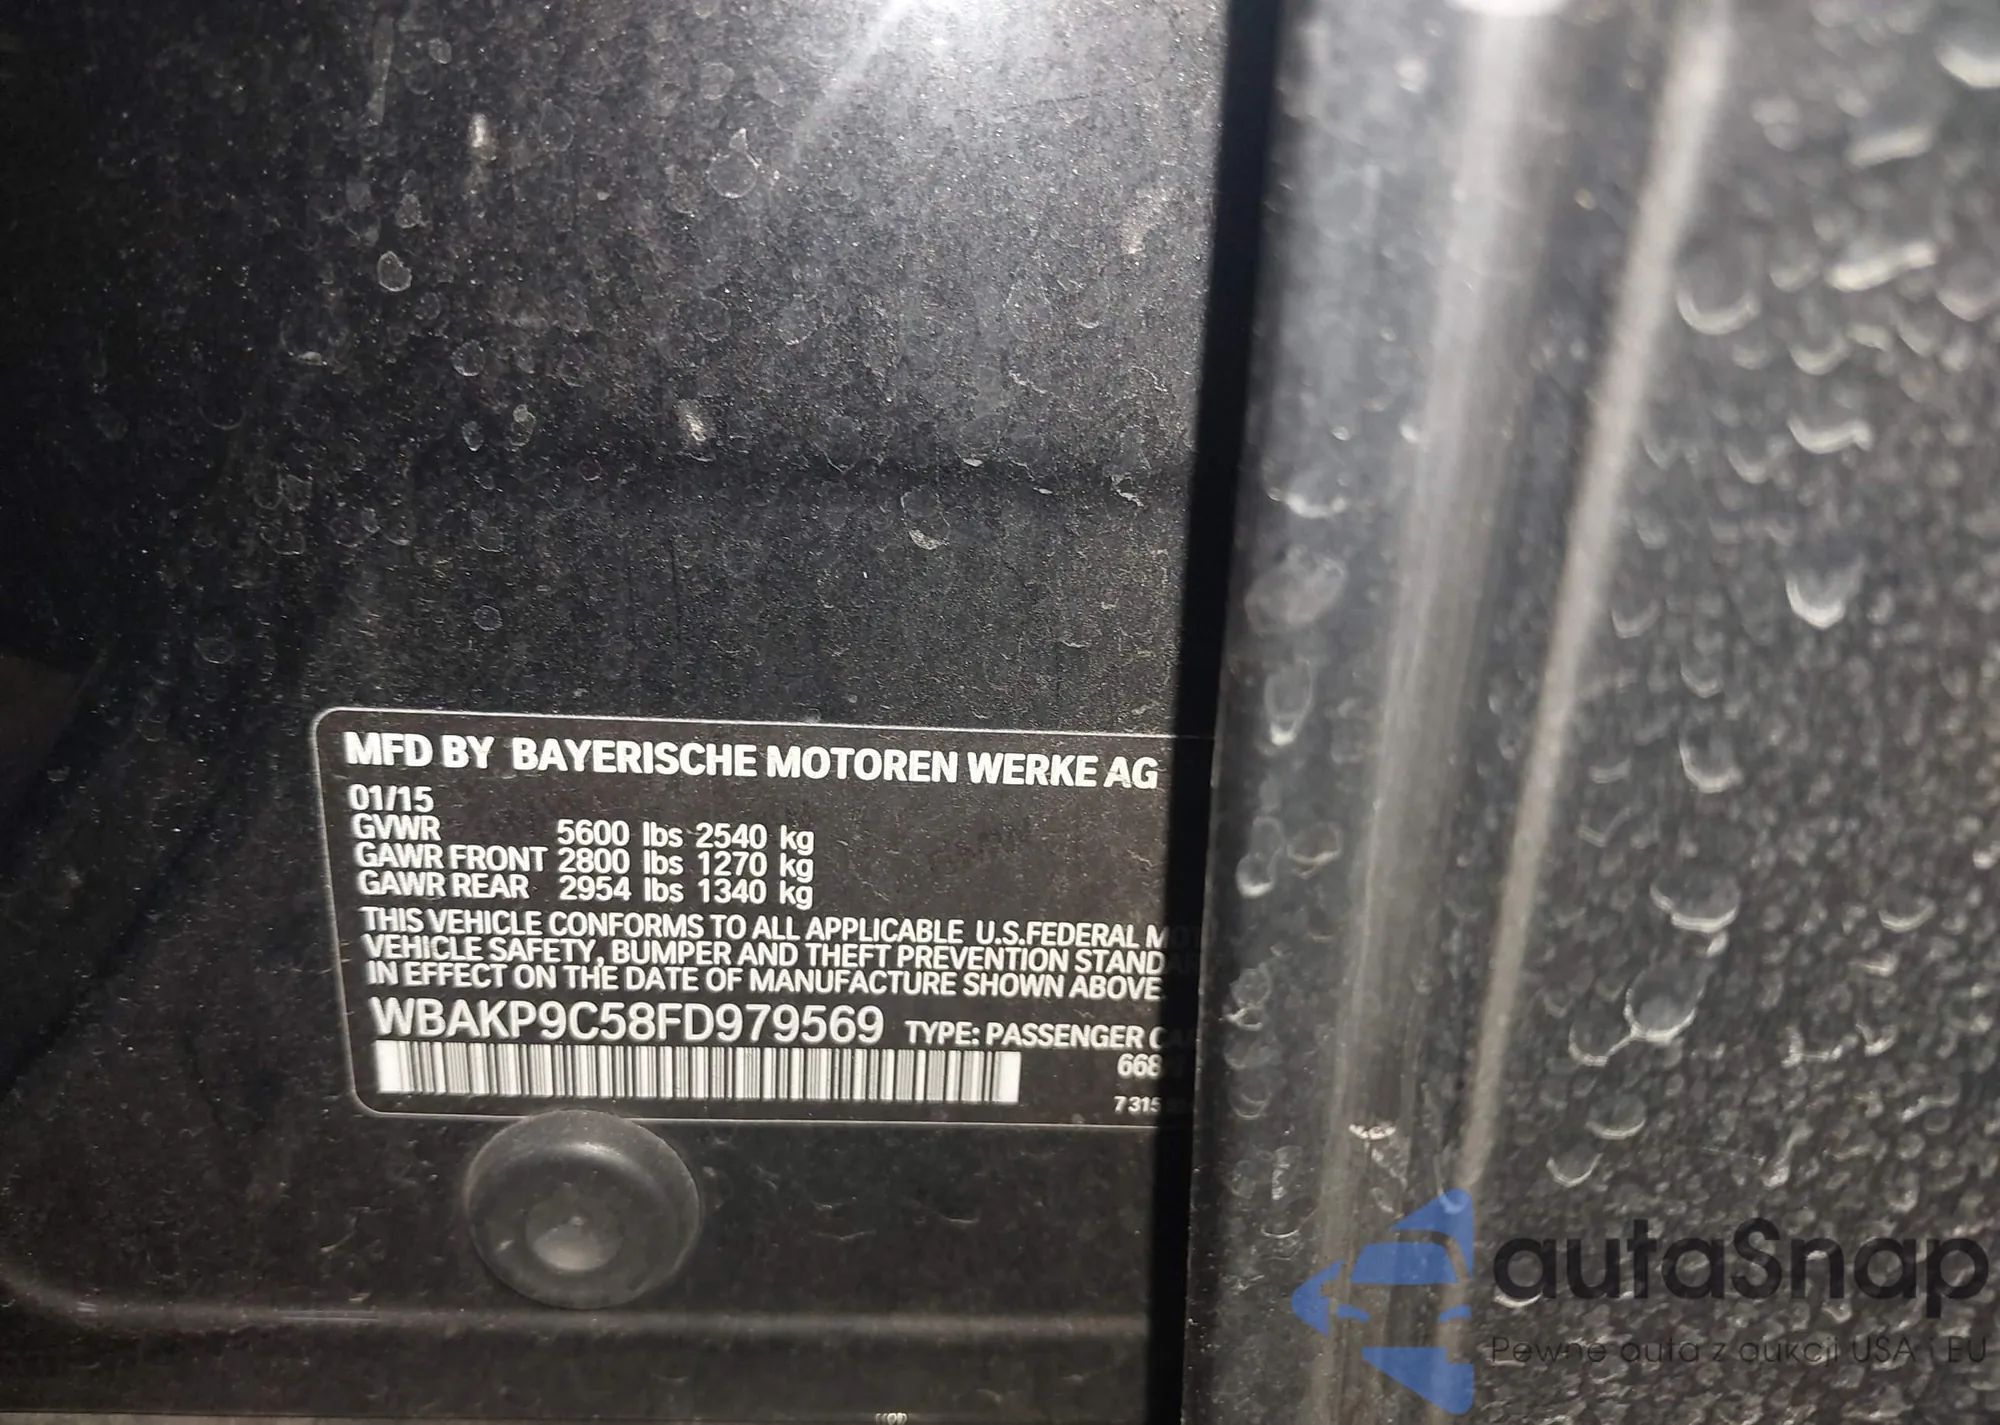 MFD BY BAYERISCHE MOTOREN WERKE AG
01/15
GVWR 5600 lbs 2540 kg
GAWR FRONT 2800 lbs 1270 kg
GAWR REAR 2954 lbs 1340 kg
THIS VEHICLE CONFORMS TO ALL APPLICABLE U.S.FEDERAL
VEHICLE SAFETY, BUMPER AND THEFT PREVENTION
IN EFFECT ON THE DATE OF MANUFACTURE SHOWN ABOVE.
WBAKP9C58FD979569 TYPE: PASSENGER
autaSnap
Pewne auta z aukcji USA i EU